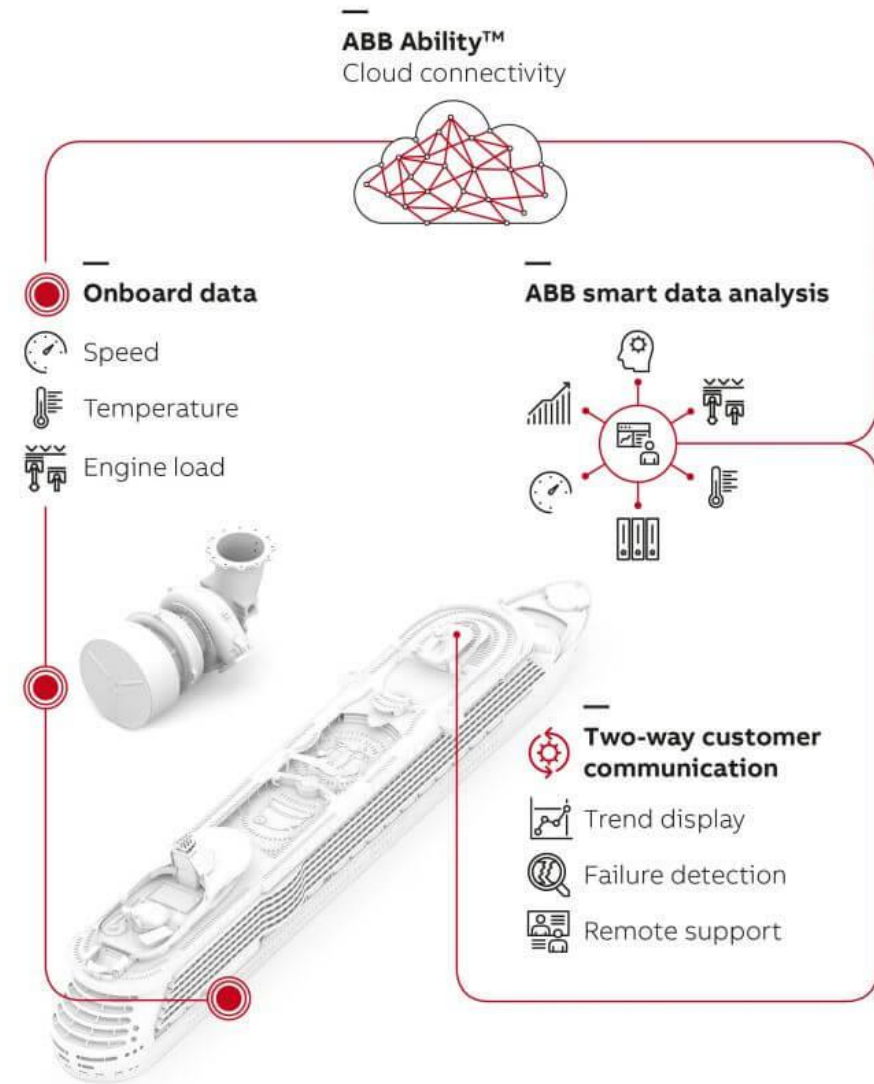 ABB Ability™
Cloud connectivity
Onboard data
Speed
Temperature
Engine load
ABB smart data analysis
Two-way customer
communication
Trend display
Failure detection
Remote support